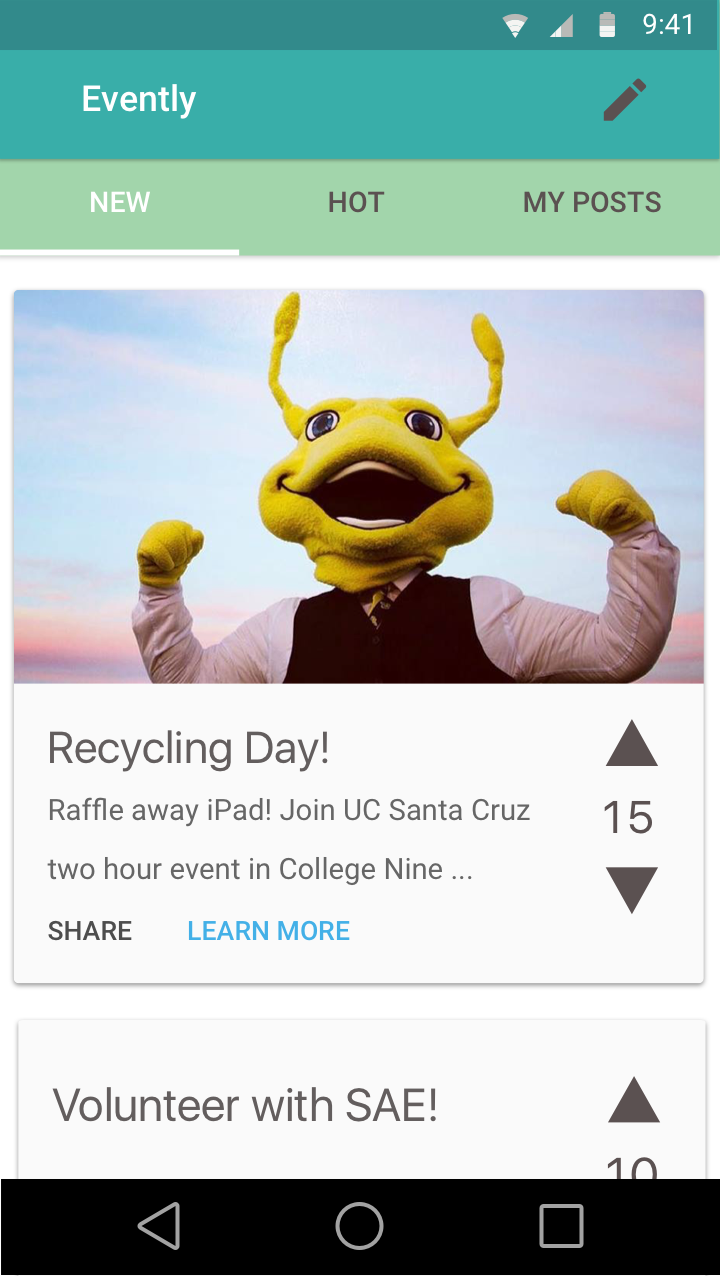 9:41
Evently
NEW HOT MY POSTS
Recycling Day!
Raffle away iPad! Join UC Santa Cruz
15
two hour event in College Nine ...
SHARE LEARN MORE
Volunteer with SAE!
10